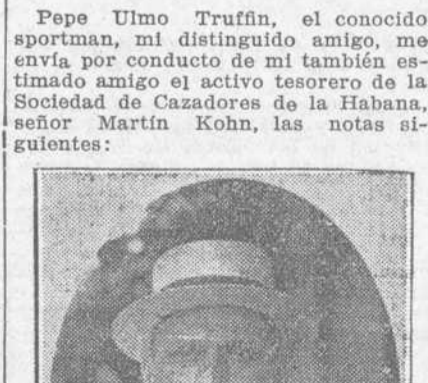 Pepe Ulmo Truffin, el conocido
sportman, mi distinguido amigo, me
envía por conducto de mi también es-
timado amigo el activo tesorero de la
Sociedad de Cazadores de la Habana,
señor Martín Kohn, las notas si-
guientes: